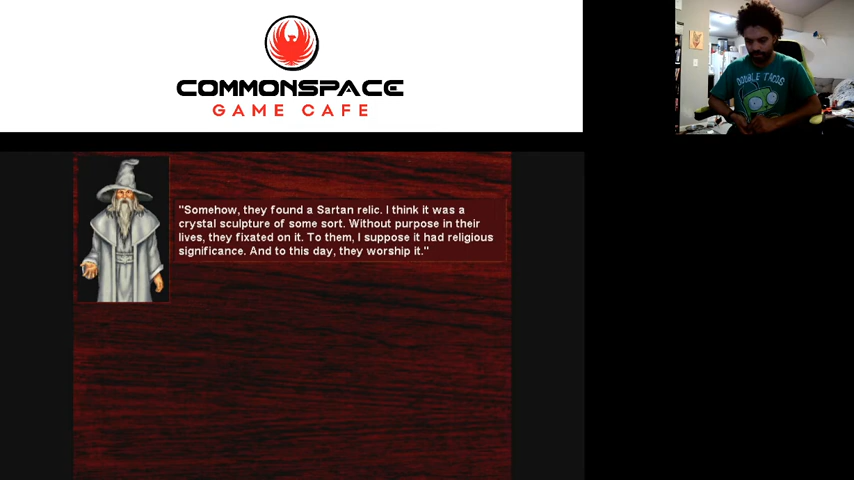 COMMONSPACE
GAME CAFE
DOUBLE TACOS
"Somehow, they found a Sartan relic. I think it was a
crystal sculpture of some sort. Without purpose in their
lives, they fixated on it. To them, I suppose it had religious
significance. And to this day, they worship it."